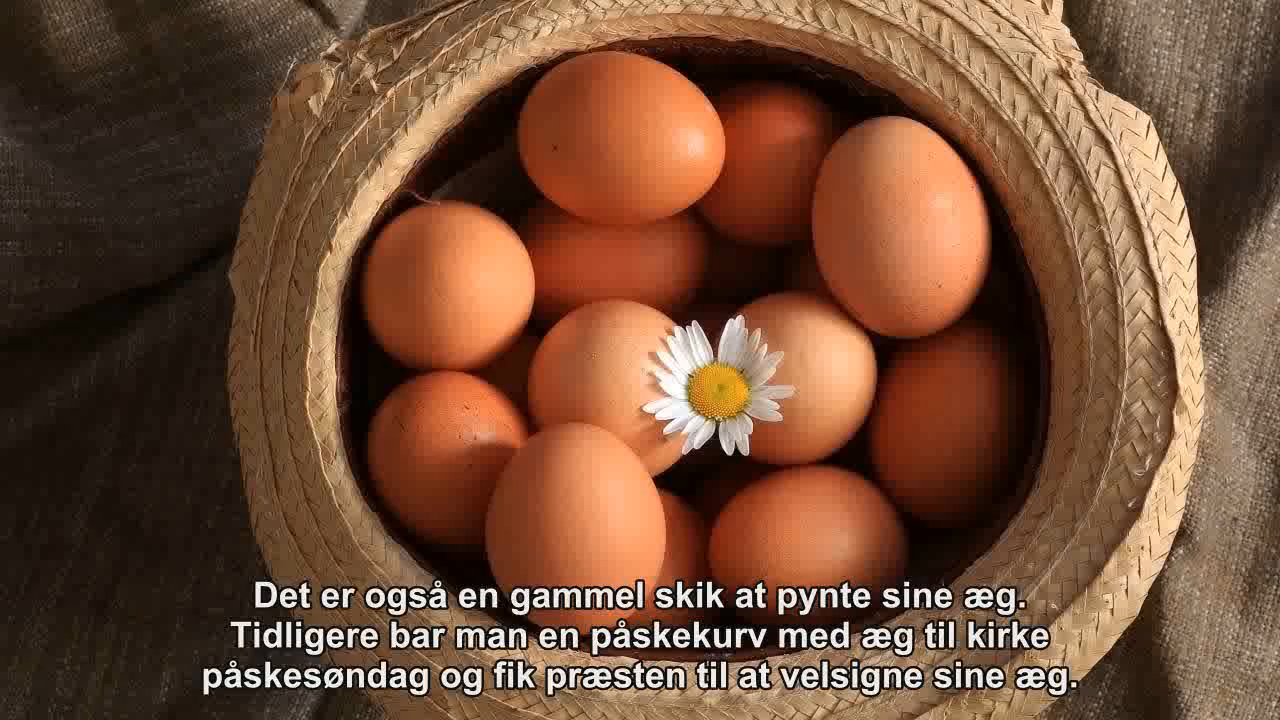 Det er også en gammel skik at pynte sine æg.
Tidligere bar man en påskekurv med æg til kirke
påskesøndag og fik præsten til at velsigne sine æg.